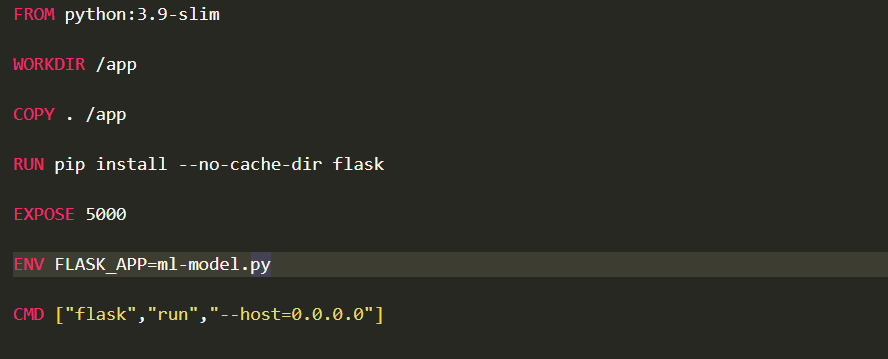 FROM python:3.9-slim
WORKDIR /app
COPY . /app
RUN pip install --no-cache-dir flask
EXPOSE 5000
ENV FLASK_APP=ml-model.py
CMD ["flask","run","--host=0.0.0.0"]